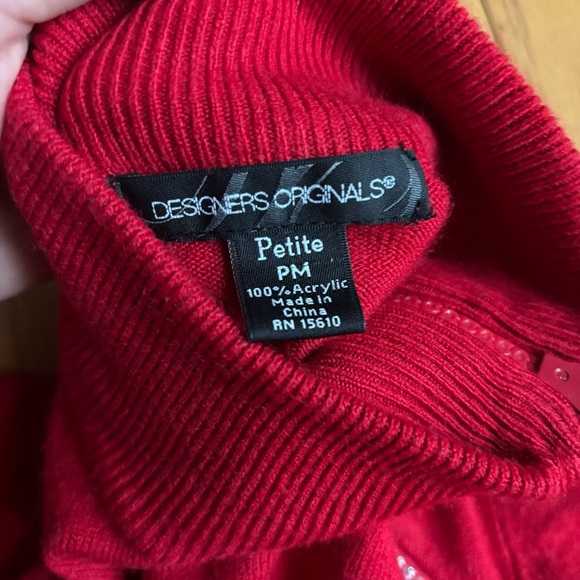 DESIGNERS ORIGINALS®
Petite
PM
100% Acrylic
Made in
China
RN 15610